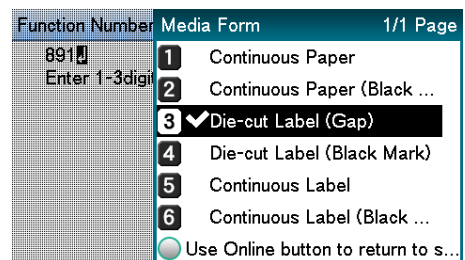 Function Number
891
Enter 1-3digi
Media Form 1/1 Page
1 Continuous Paper
2 Continuous Paper (Black ...
3 Die-cut Label (Gap)
4 Die-cut Label (Black Mark)
5 Continuous Label
6 Continuous Label (Black ...
Use Online button to return to s...